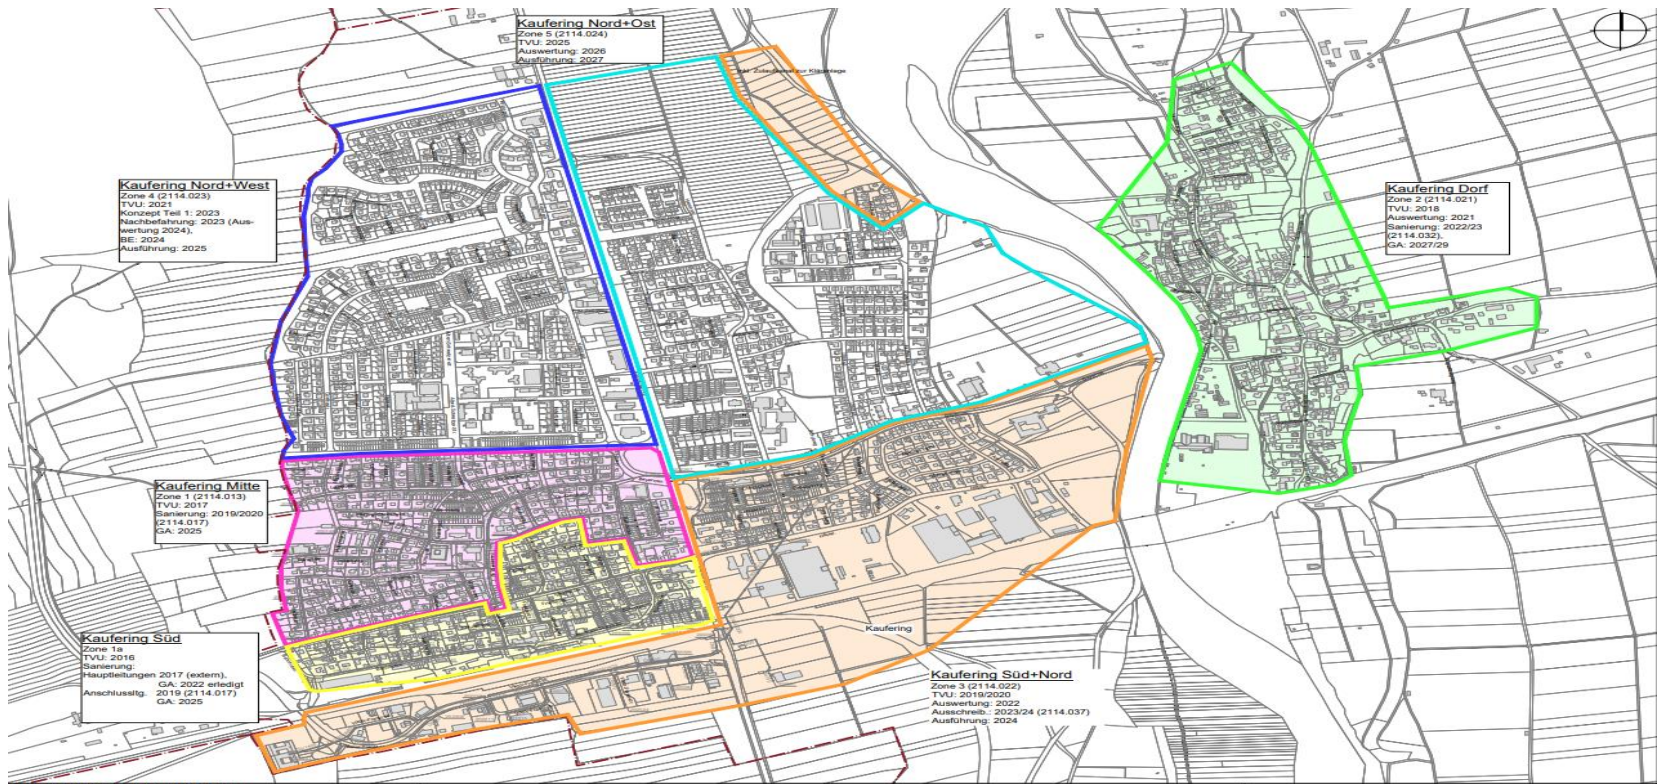 Kaufering Nord+Ost
Zone 5 (2114.024)
TVU: 2025
Auswertung: 2026
Ausführung: 2027
inkl. Zulaufkanal zur Kläranlage
Kaufering Nord+West
Zone 4 (2114.023)
TVU: 2021
Konzept Teil 1: 2023
Nachbefahrung: 2023 (Aus-
wertung 2024),
BE: 2024
Ausführung: 2025
Kaufering Dorf
Zone 2 (2114.021)
TVU: 2018
Auswertung: 2021
Sanierung: 2022/23
(2114.032),
GA: 2027/29
Kaufering Mitte
Zone 1 (2114.013)
TVU: 2017
Sanierung: 2019/2020
(2114.017)
GA: 2025
Kaufering Süd
Zone 1a
TVU: 2016
Sanierung:
Hauptleitungen 2017 (extern),
GA: 2022 erledigt
Anschlussltg. 2019 (2114.017)
GA: 2025
Kaufering
Kaufering Süd+Nord
Zone 3 (2114.022)
TVU: 2019/2020
Auswertung: 2022
Ausschreib.: 2023/24 (2114.037)
Ausführung: 2024